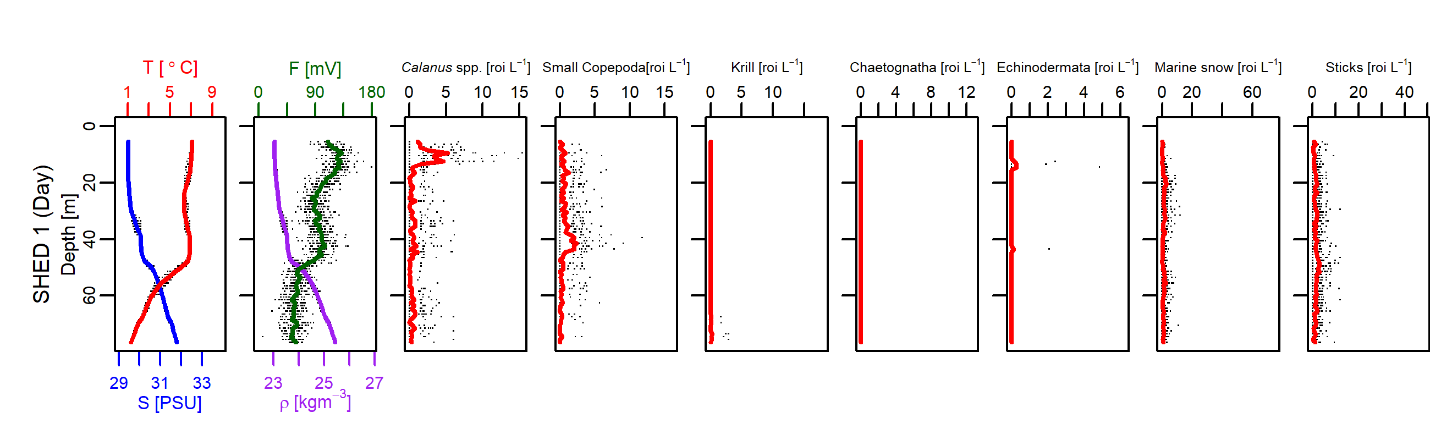 T [ ° C]
F [mV]
Calanus spp. [roi L⁻¹]
Small Copepoda[roi L⁻¹]
Krill [roi L⁻¹]
Chaetognatha [roi L⁻¹]
Echinodermata [roi L⁻¹]
Marine snow [roi L⁻¹]
Sticks [roi L⁻¹]
1 5 9
0 90 180
0 5 10 15
0 5 10 15
0 5 10
0 4 8 12
0 2 4 6
0 20 60
0 20 40
SHED 1 (Day)
Depth [m]
0
20
40
60
29 31 33
S [PSU]
23 25 27
ρ [kgm⁻³]